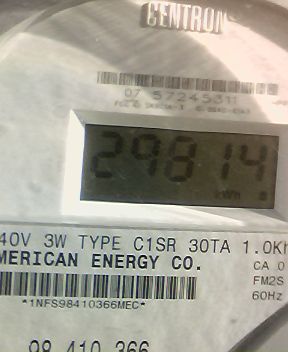 CENTRON
07 57245311
29814
kWh
40V 3W TYPE C1SR 30TA 1.0Kh
MERICAN ENERGY CO.
CA 0
FM2S
60Hz
*1NFS98410366MEC*
98 410 366